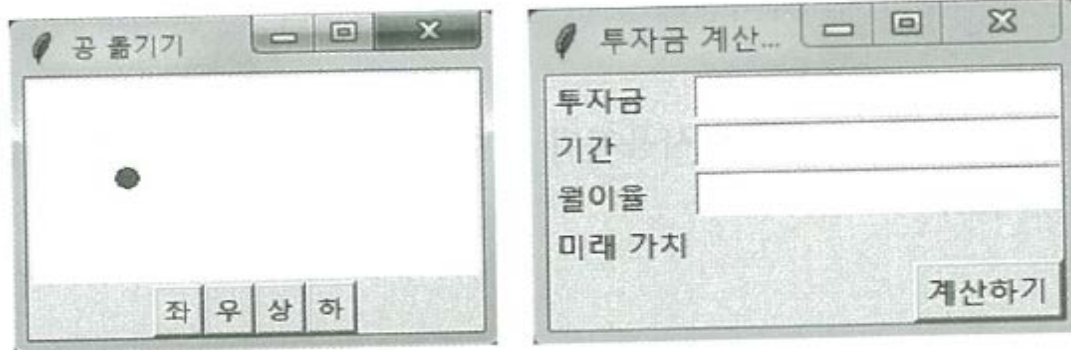 공 옮기기
좌 우 상 하
투자금 계산...
투자금
기간
월이율
미래 가치
계산하기